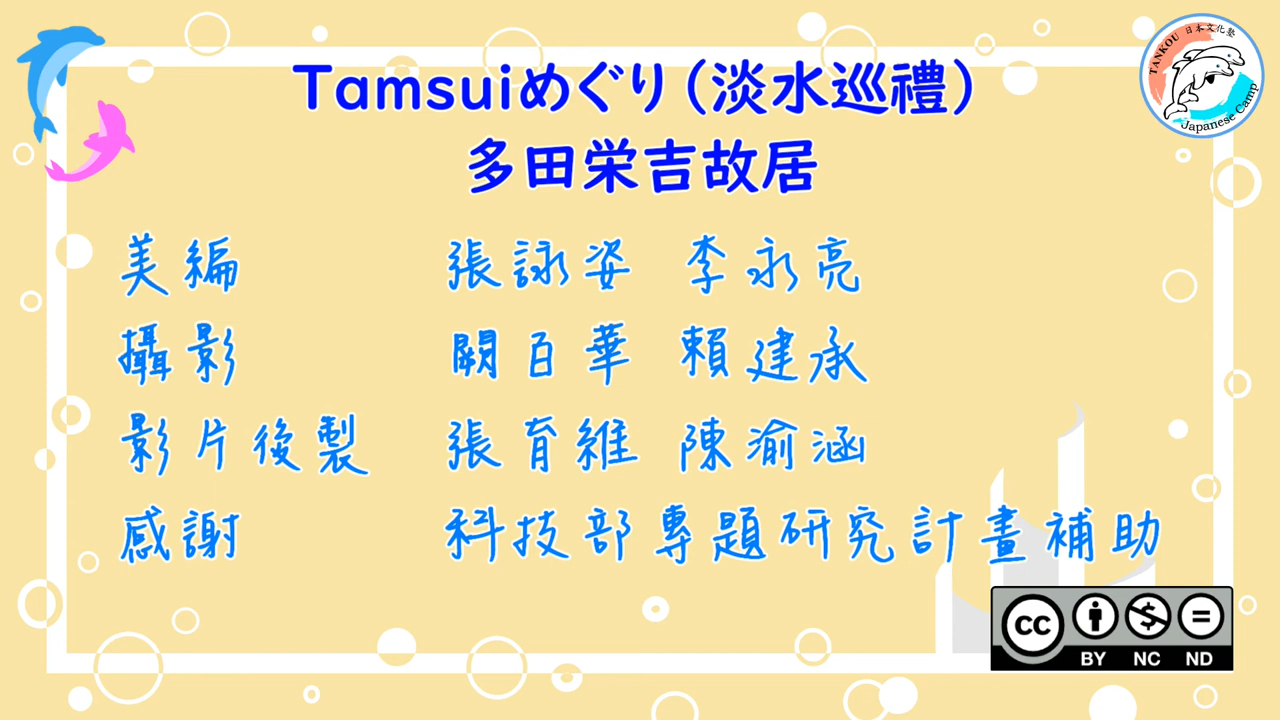 Tamsuiめぐり(淡水巡禮)
多田栄吉故居
美編 張詠姿 李永亮
攝影 闕百華 賴建承
影片後製 張育維 陳渝涵
感謝 科技部專題研究計畫補助
TANKOU 日本文化塾
Japanese Camp
CC
BY NC ND